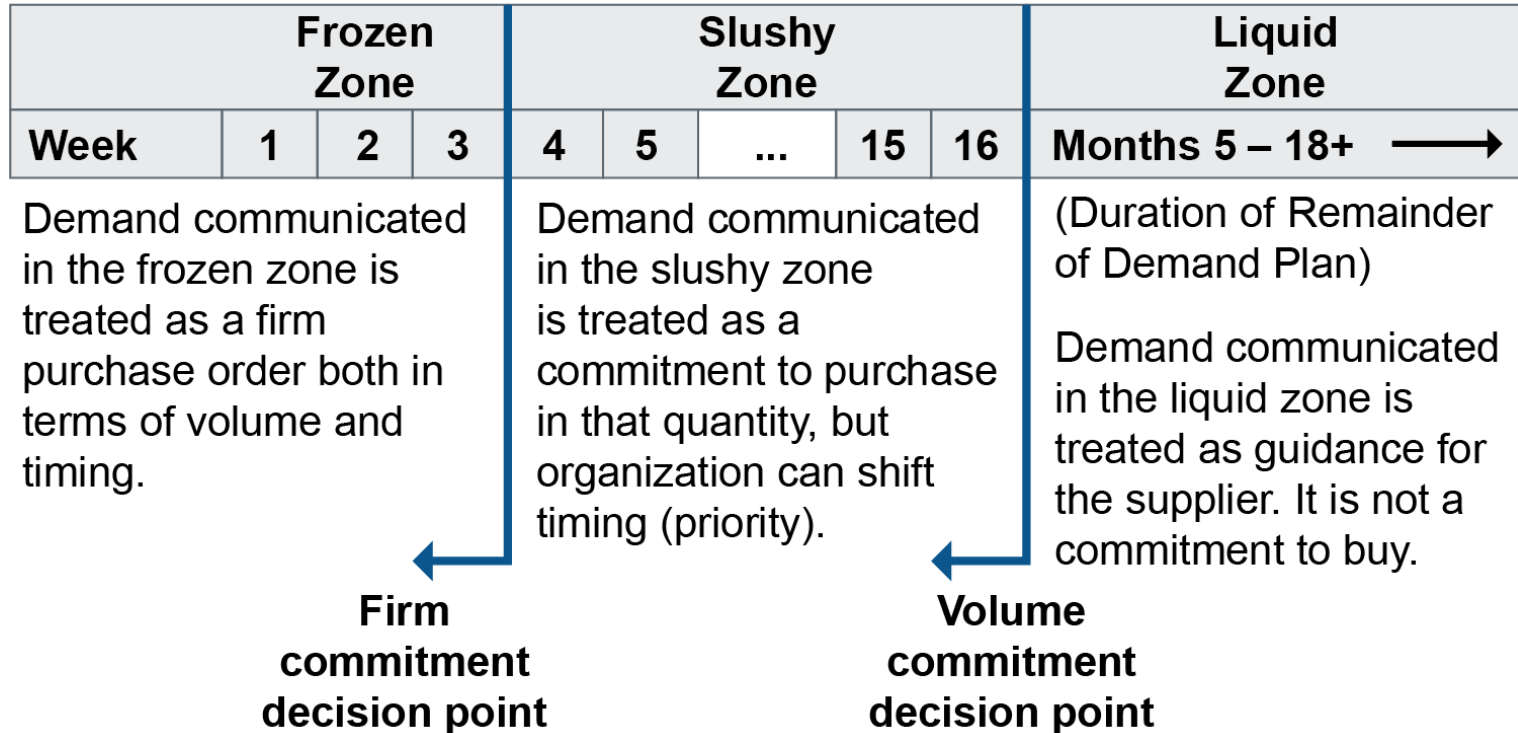 Frozen
Zone
Slushy
Zone
Liquid
Zone
Week 1 2 3 4 5 ... 15 16 Months 5 – 18+
Demand communicated
in the frozen zone is
treated as a firm
purchase order both in
terms of volume and
timing.
Demand communicated
in the slushy zone
is treated as a
commitment to purchase
in that quantity, but
organization can shift
timing (priority).
(Duration of Remainder
of Demand Plan)
Demand communicated
in the liquid zone is
treated as guidance for
the supplier. It is not a
commitment to buy.
Firm
commitment
decision point
Volume
commitment
decision point